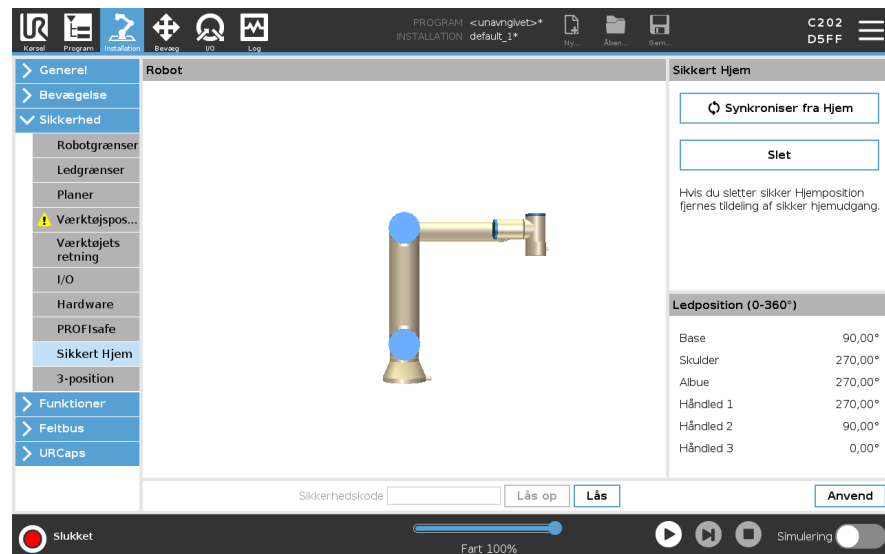 UR
PROGRAM <unavngivet>*
INSTALLATION default_1*
Ny...
Åben...
Gem...
C202
D5FF
Kørsel
Program
Installation
Bevæg
I/O
Log
Generel
Bevægelse
Sikkerhed
Robotgrænser
Ledgrænser
Planer
Værktøjspos...
Værktøjets
retning
I/O
Hardware
PROFIsafe
Sikkert Hjem
3-position
Funktioner
Feltbus
URCaps
Robot
Sikkert Hjem
Synkroniser fra Hjem
Slet
Hvis du sletter sikker Hjemposition
fjernes tildeling af sikker hjemudgang.
Ledposition (0-360°)
Base 90,00°
Skulder 270,00°
Albue 270,00°
Håndled 1 270,00°
Håndled 2 90,00°
Håndled 3 0,00°
Sikkerhedskode
Lås op
Lås
Anvend
Slukket
Fart 100%
Simulering